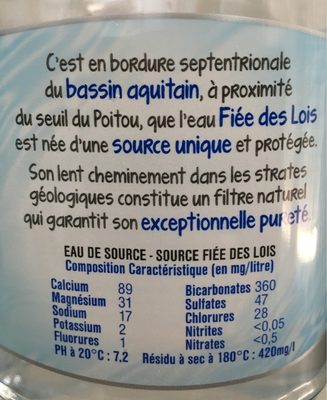 C'est en bordure septentrionale
du bassin aquitain, à proximité
du seuil du Poitou, que l'eau Fiée des Lois
est née d'une source unique et protégée.
Son lent cheminement dans les strates
géologiques constitue un filtre naturel
qui garantit son exceptionnelle pureté.
EAU DE SOURCE - SOURCE FIÉE DES LOIS
Composition Caractéristique (en mg/litre)
Calcium 89 Bicarbonates 360
Magnésium 31 Sulfates 47
Sodium 17 Chlorures 28
Potassium 2 Nitrites <0,05
Fluorures 1 Nitrates <0,5
PH à 20°C : 7,2 Résidu à sec à 180°C : 420mg/l